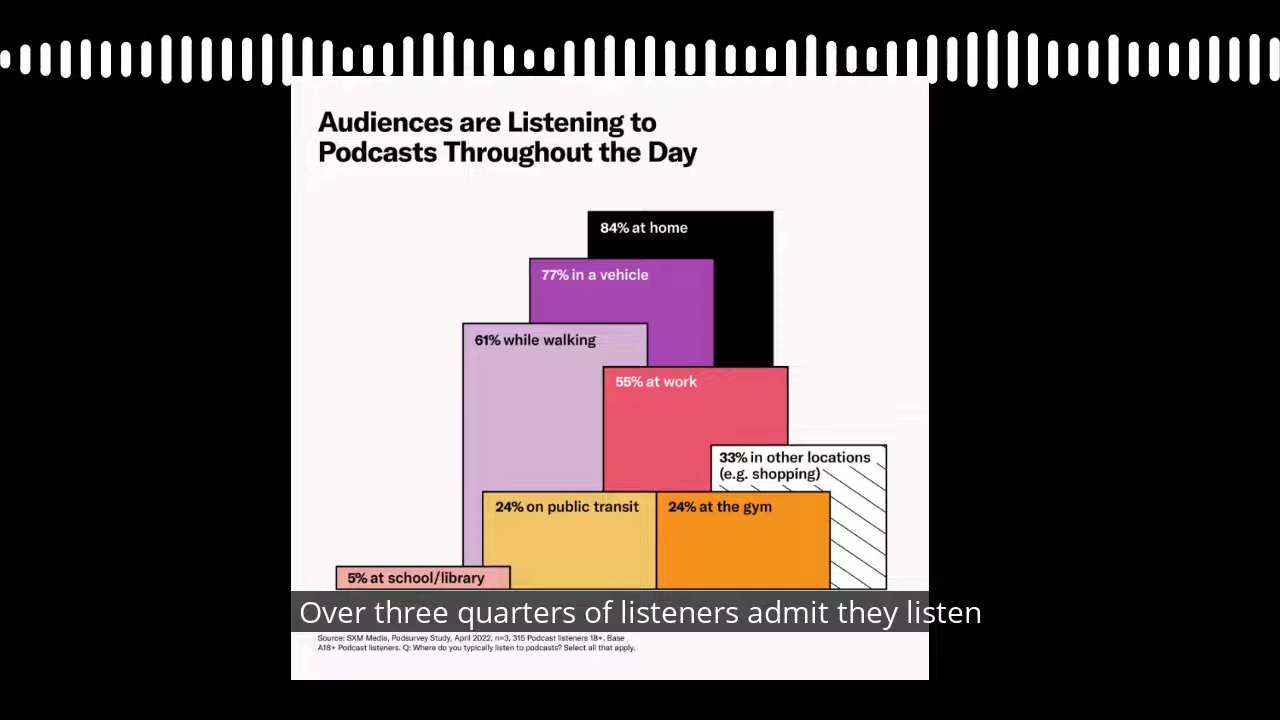 Audiences are Listening to
Podcasts Throughout the Day
84% at home
77% in a vehicle
61% while walking
55% at work
33% in other locations
(e.g. shopping)
24% on public transit
24% at the gym
5% at school/library
Over three quarters of listeners admit they listen
Source: SXM Media, Podsurvey Study, April 2022, n=3, 315 Podcast listeners 18+, Base
A18+ Podcast listeners. Q: Where do you typically listen to podcasts? Select all that apply.